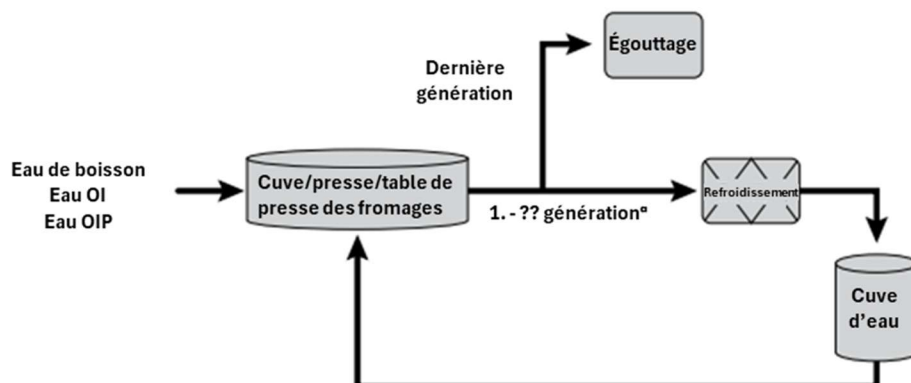 Égouttage
Dernière
génération
Eau de boisson
Eau OI
Eau OIP
Cuve/presse/table de
presse des fromages
1. - ?? générationᵃ
Refroidissement
Cuve
d’eau